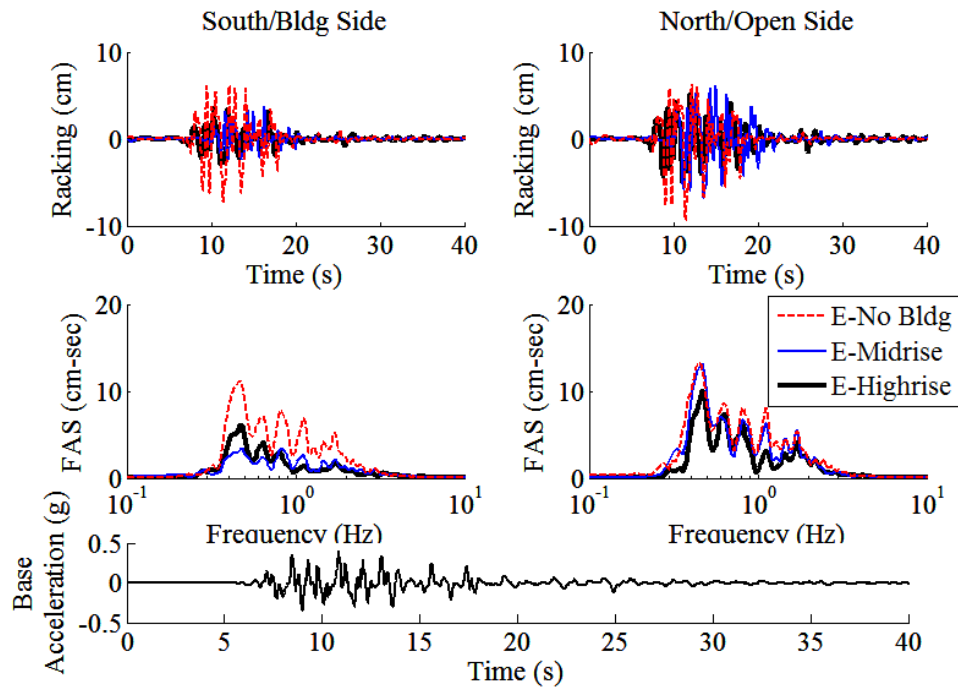 South/Bldg Side
North/Open Side
Racking (cm)
10
0
-10
0 10 20 30 40
Time (s)
Racking (cm)
10
0
-10
0 10 20 30 40
Time (s)
FAS (cm-sec)
20
10
0
10^-1 10^0 10^1
Frequency (Hz)
FAS (cm-sec)
20
10
0
10^-1 10^0 10^1
Frequency (Hz)
E-No Bldg
E-Midrise
E-Highrise
Base
Acceleration (g)
0.5
0
-0.5
0 5 10 15 20 25 30 35 40
Time (s)